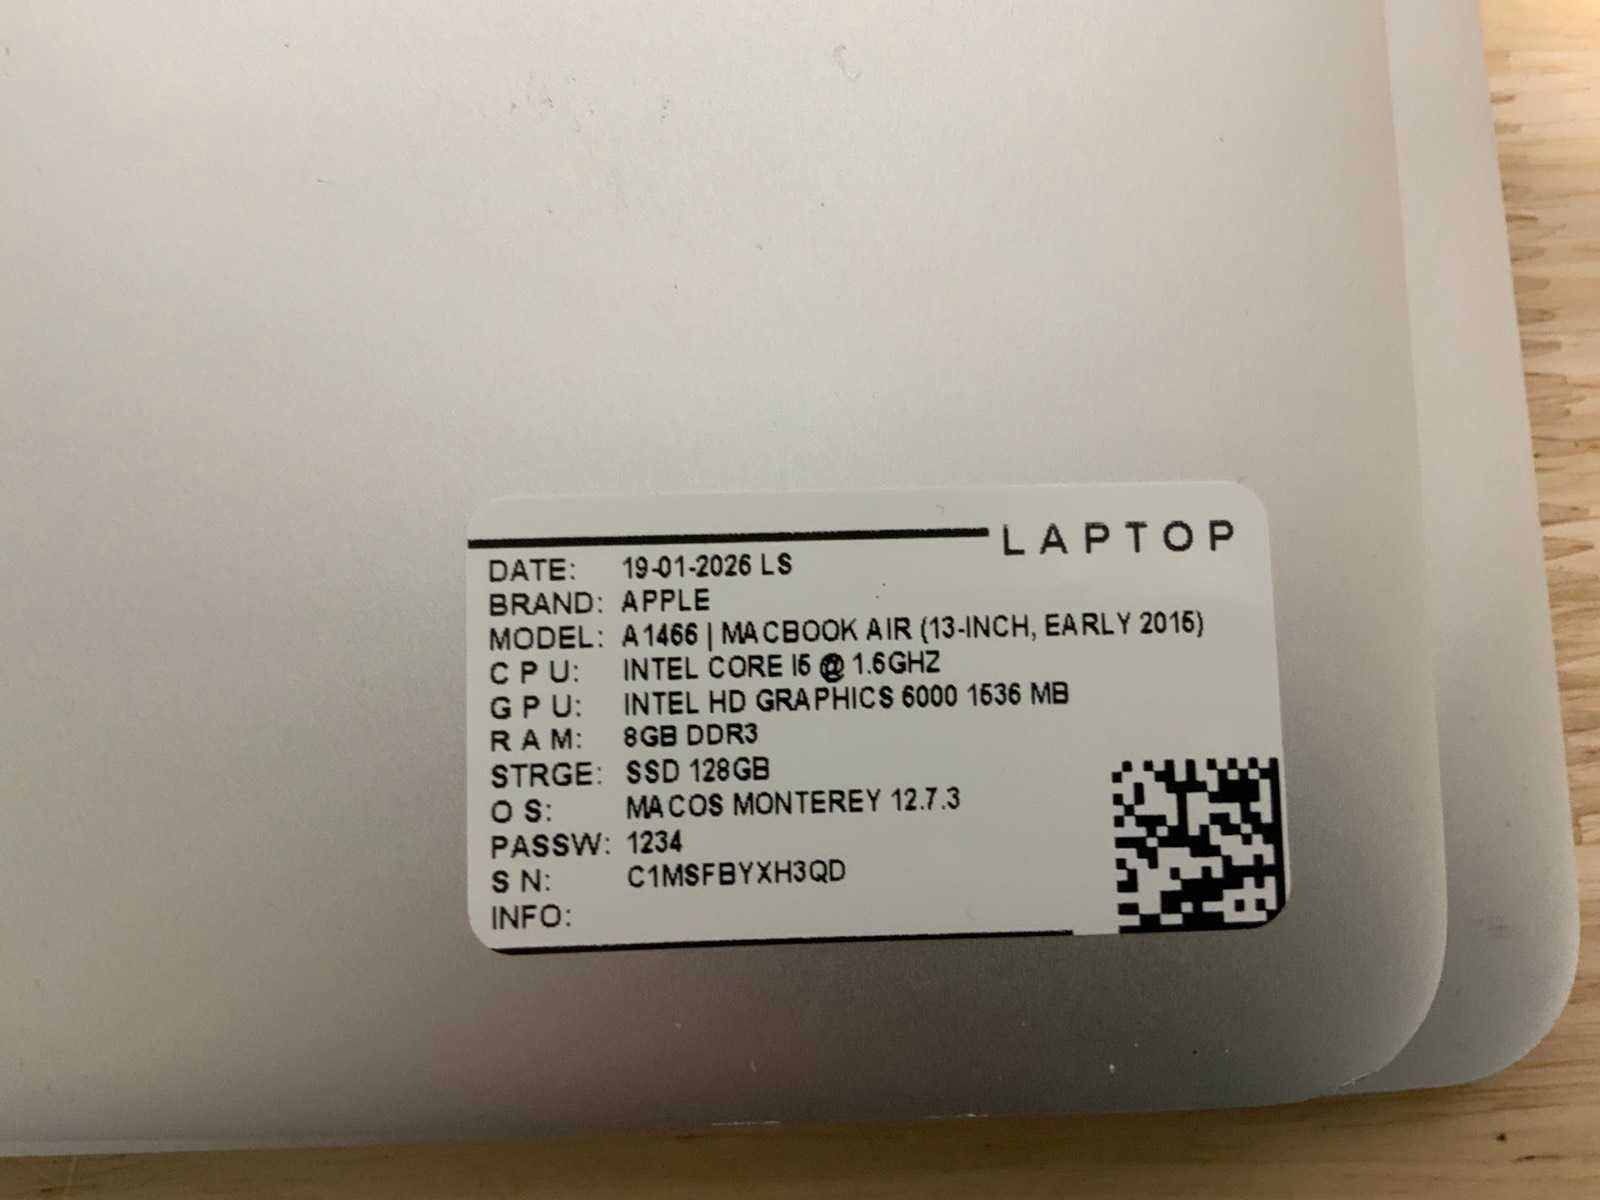 LAPTOP
DATE: 19-01-2026 LS
BRAND: APPLE
MODEL: A1466 | MACBOOK AIR (13-INCH, EARLY 2015)
C P U: INTEL CORE I5 @ 1.6GHZ
G P U: INTEL HD GRAPHICS 6000 1536 MB
R A M: 8GB DDR3
STRGE: SSD 128GB
O S: MACOS MONTEREY 12.7.3
PASSW: 1234
S N: C1MSFBYXH3QD
INFO: